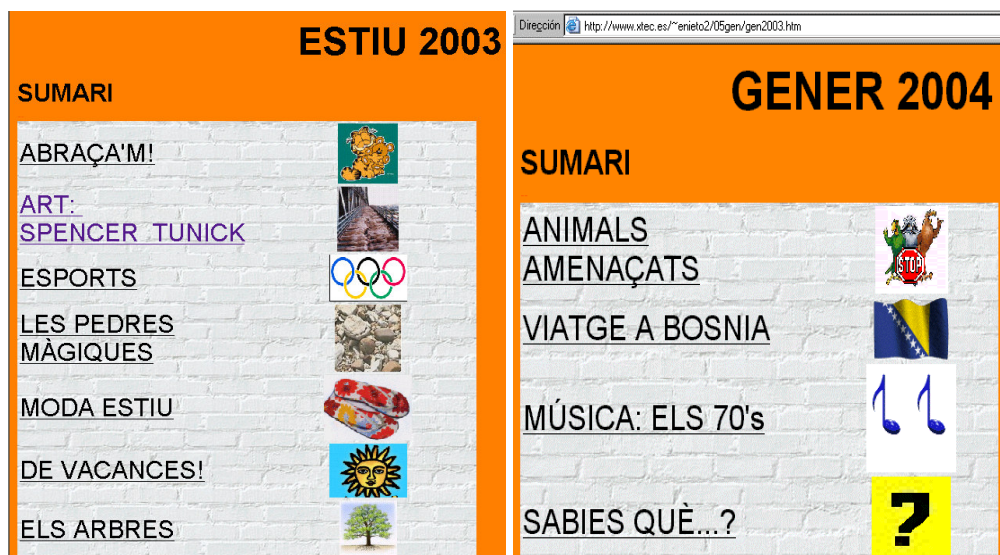 ESTIU 2003
SUMARI
ABRAÇA'M!
ART:
SPENCER TUNICK
ESPORTS
LES PEDRES
MÀGIQUES
MODA ESTIU
DE VACANCES!
ELS ARBRES
Dirección http://www.xtec.es/~enieto2/05gen/gen2003.htm
GENER 2004
SUMARI
ANIMALS
AMENAÇATS
STOP
VIATGE A BOSNIA
MÚSICA: ELS 70's
SABIES QUÈ...?
?